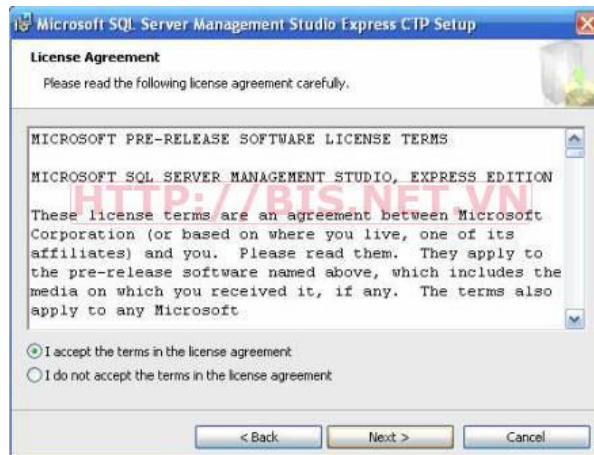 Microsoft SQL Server Management Studio Express CTP Setup
License Agreement
Please read the following license agreement carefully.
MICROSOFT PRE-RELEASE SOFTWARE LICENSE TERMS
MICROSOFT SQL SERVER MANAGEMENT STUDIO, EXPRESS EDITION
HTTP://BIS.NET.VN
These license terms are an agreement between Microsoft
Corporation (or based on where you live, one of its
affiliates) and you.  Please read them.  They apply to
the pre-release software named above, which includes the
media on which you received it, if any.  The terms also
apply to any Microsoft
I accept the terms in the license agreement
I do not accept the terms in the license agreement
< Back
Next >
Cancel